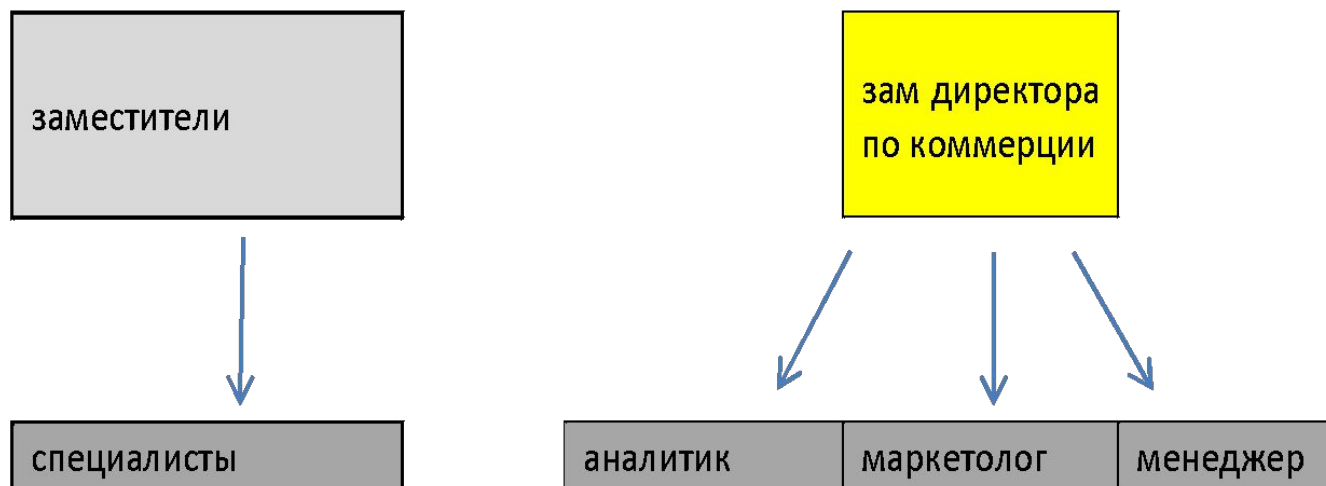 заместители
зам директора
по коммерции
специалисты
аналитик
маркетолог
менеджер